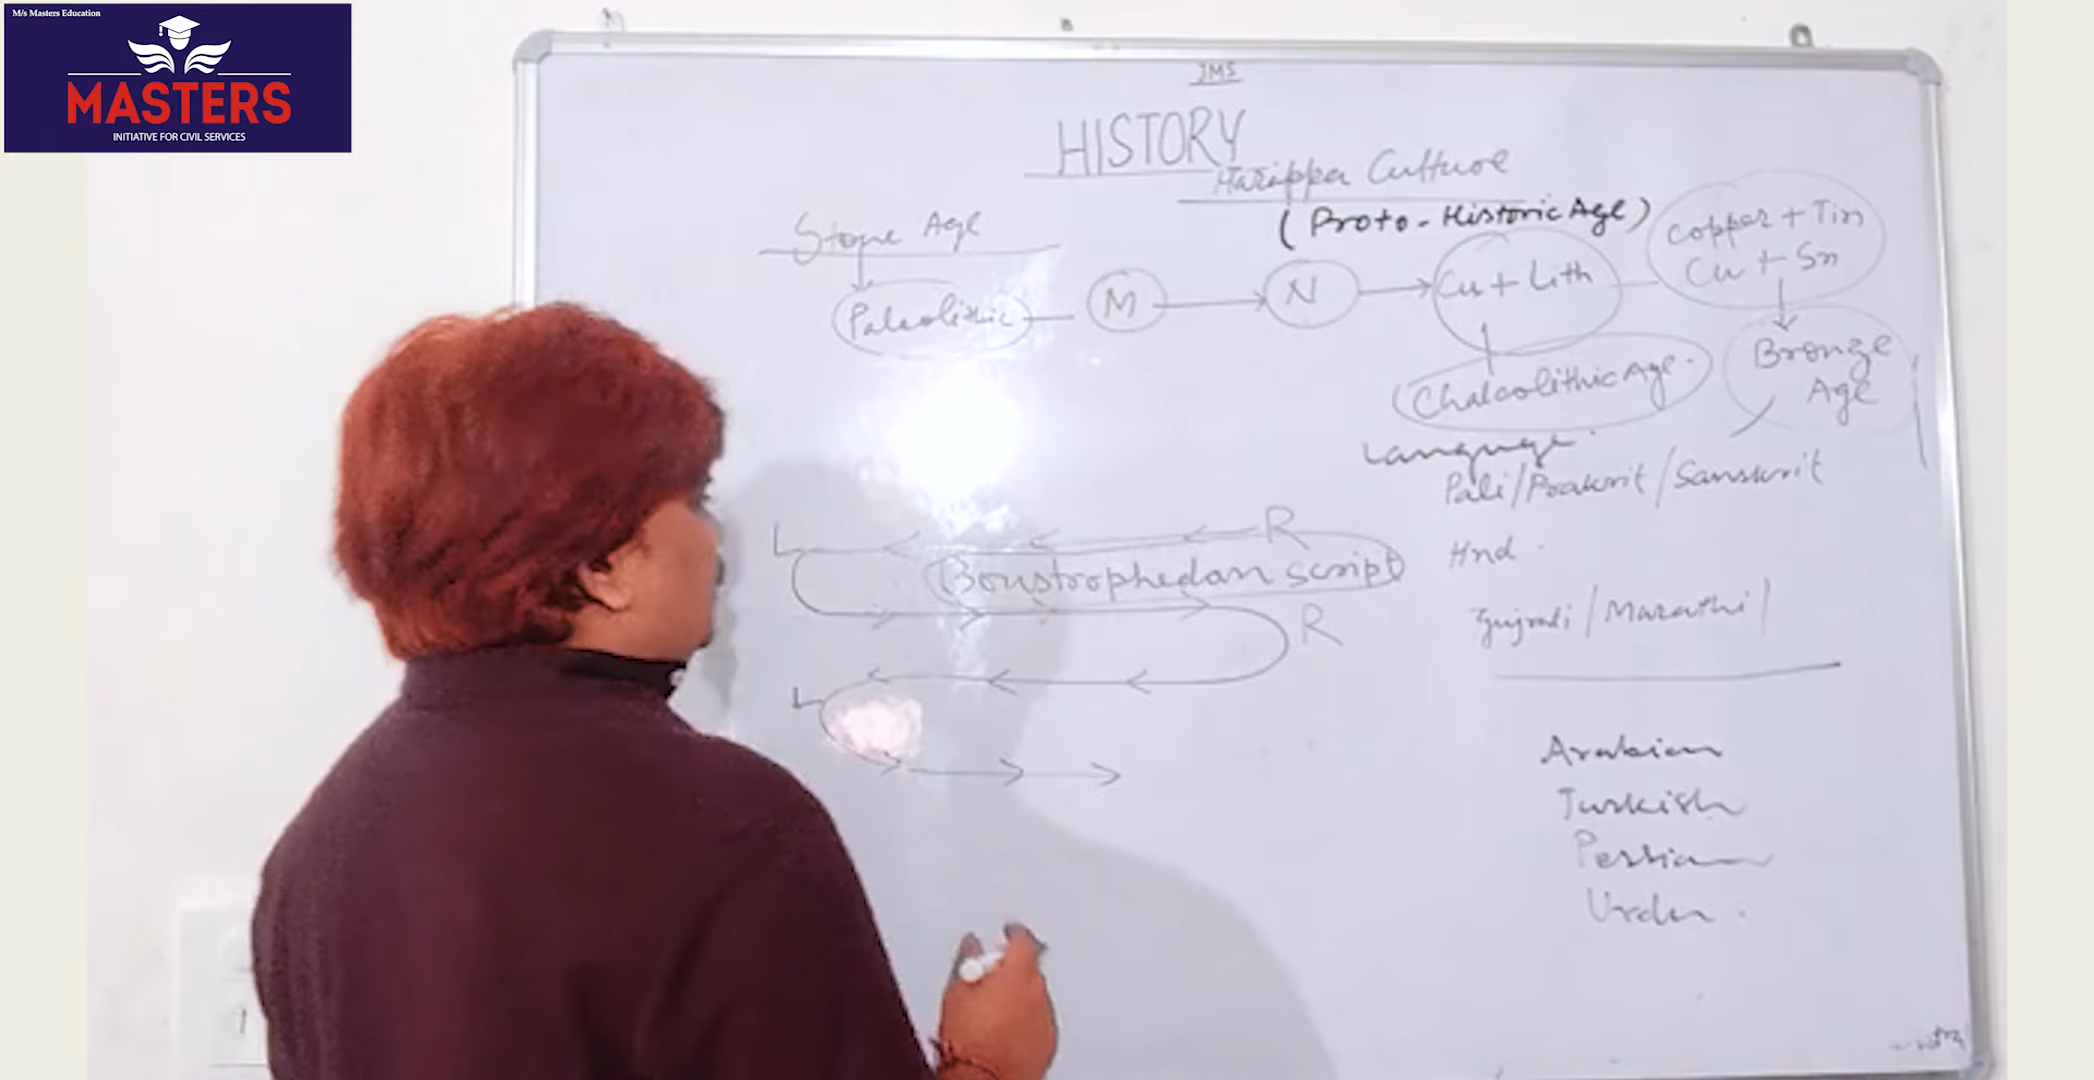 M/s Masters Education
MASTERS
INITIATIVE FOR CIVIL SERVICES
JMS
HISTORY
Harappa Culture
(Proto-Historic Age)
Stone Age
Paleolithic
M
N
Cu + Lith
Copper + Tin
Cu + Sn
Chalcolithic Age.
Bronze
Age
Language.
Pali/Prakrit/Sanskrit
Hnd.
Gujrati/Marathi/
L R
Boustrophedan script
R
L
Arabian
Turkish
Persian
Urdu.